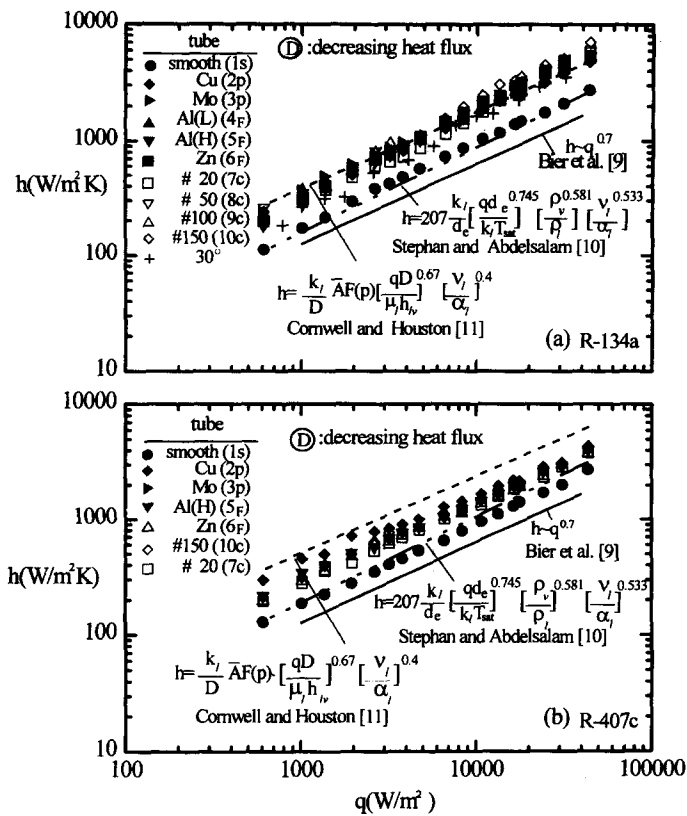 10000
1000
100
10
h(W/m²K)
tube
smooth (1s)
Cu (2p)
Mo (3p)
Al(L) (4F)
Al(H) (5F)
Zn (6F)
# 20 (7c)
# 50 (8c)
#100 (9c)
#150 (10c)
30°
D :decreasing heat flux
h~q^0.7
Bier et al. [9]
h=207 k_l/d_e [qd_e/k_l T_sat]^0.745 [ρ_v/ρ_l]^0.581 [ν_l/α_l]^0.533
Stephan and Abdelsalam [10]
h= k_l/D ĀF(p)[qD/μ_l h_lv]^0.67 [ν_l/α_l]^0.4
Cornwell and Houston [11]
(a) R-134a
10000
1000
100
10
h(W/m²K)
tube
smooth (1s)
Cu (2p)
Mo (3p)
Al(H) (5F)
Zn (6F)
#150 (10c)
# 20 (7c)
D :decreasing heat flux
h~q^0.7
Bier et al. [9]
h=207 k_l/d_e [qd_e/k_l T_sat]^0.745 [ρ_v/ρ_l]^0.581 [ν_l/α_l]^0.533
Stephan and Abdelsalam [10]
h= k_l/D ĀF(p)·[qD/μ_l h_lv]^0.67 [ν_l/α_l]^0.4
Cornwell and Houston [11]
(b) R-407c
100 1000 10000 100000
q(W/m²)